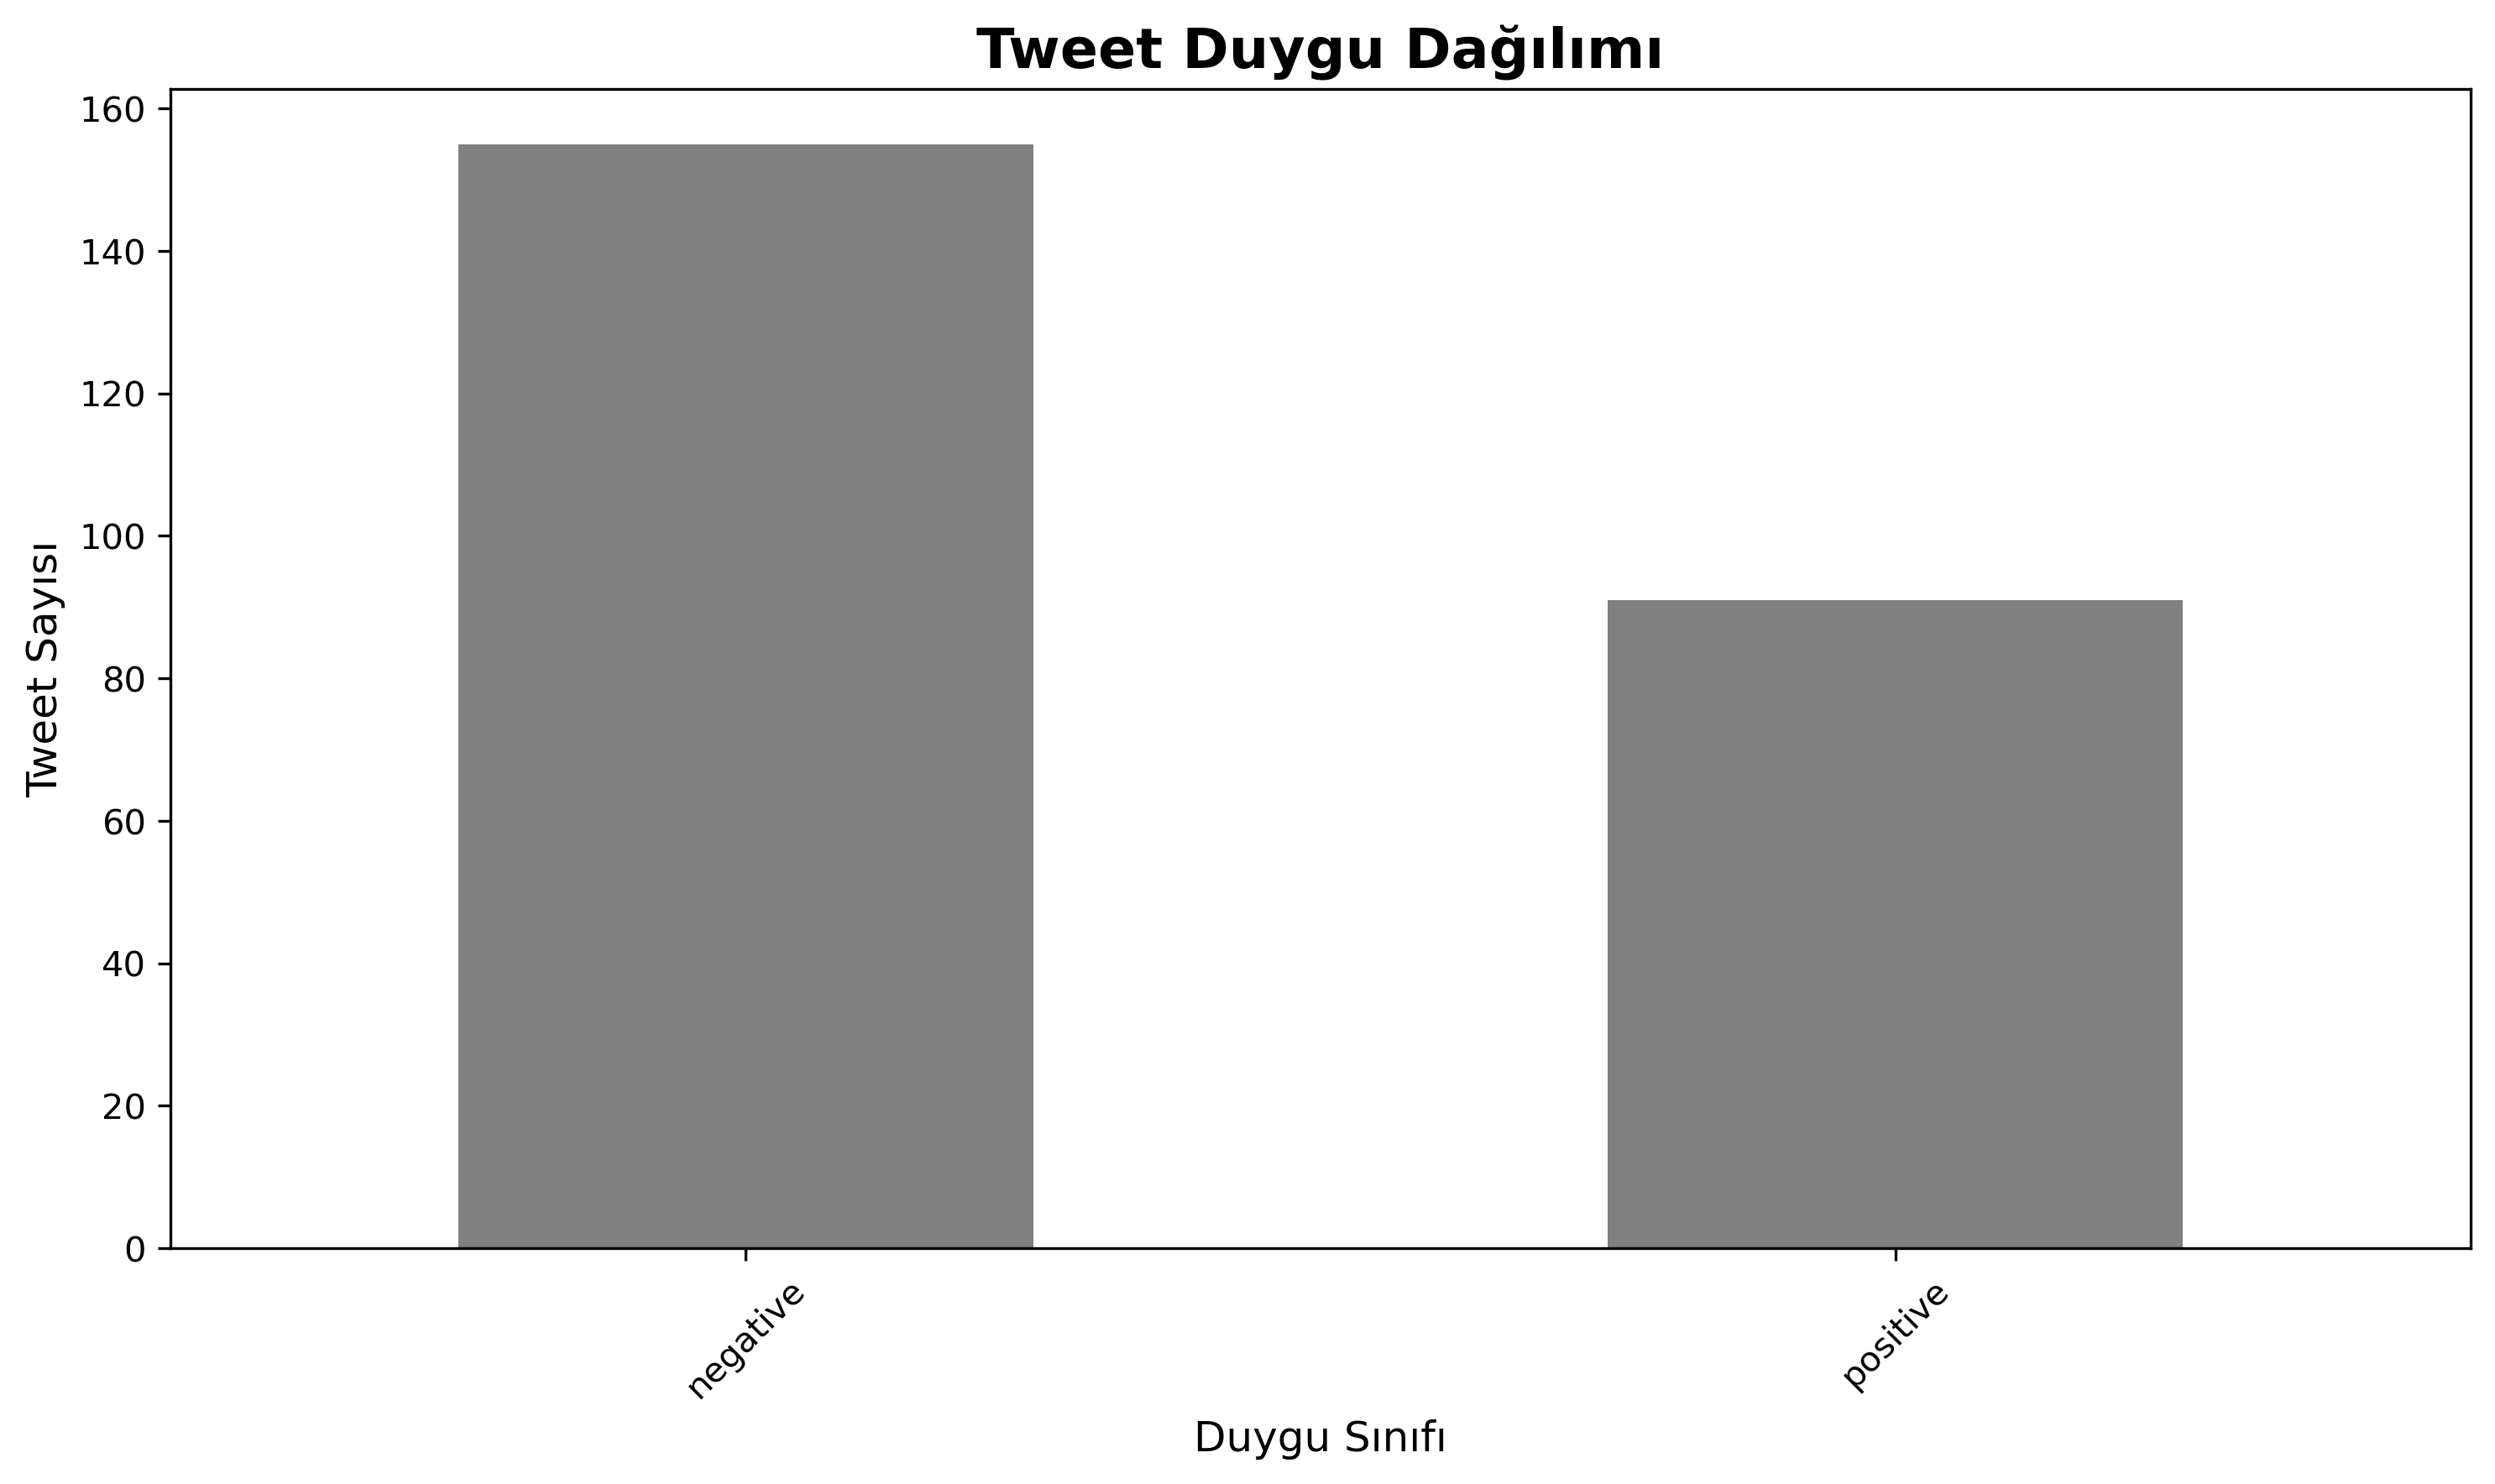 Tweet Duygu Dağılımı
Tweet Sayısı
160
140
120
100
80
60
40
20
0
negative
positive
Duygu Sınıfı